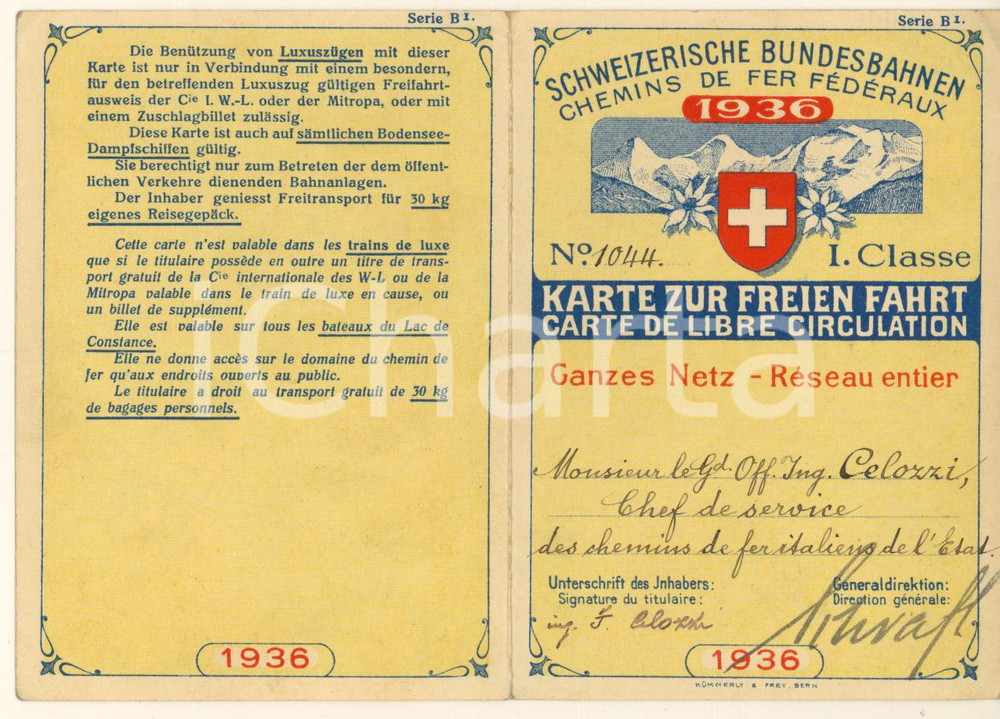 Serie B I.
Die Benützung von Luxuszügen mit dieser
Karte ist nur in Verbindung mit einem besondern,
für den betreffenden Luxuszug gültigen Freifahrt-
ausweis der Cie I. W.-L. oder der Mitropa, oder mit
einem Zuschlagbillet zulässig.
Diese Karte ist auch auf sämtlichen Bodensee-
Dampfschiffen gültig.
Sie berechtigt nur zum Betreten der dem öffent-
lichen Verkehre dienenden Bahnanlagen.
Der Inhaber geniesst Freitransport für 30 kg
eigenes Reisegepäck.
Cette carte n'est valable dans les trains de luxe
que si le titulaire possède en outre un titre de trans-
port gratuit de la Cie internationale des W-L ou de la
Mitropa valable dans le train de luxe en cause, ou
un billet de supplément.
Elle est valable sur tous les bateaux du Lac de
Constance.
Elle ne donne accès sur le domaine du chemin de
fer qu'aux endroits ouverts au public.
Le titulaire a droit au transport gratuit de 30 kg
de bagages personnels.
1936
Serie B I.
SCHWEIZERISCHE BUNDESBAHNEN
CHEMINS DE FER FÉDÉRAUX
1936
No. 1044. I. Classe
KARTE ZUR FREIEN FAHRT
CARTE DE LIBRE CIRCULATION
Ganzes Netz - Réseau entier
Monsieur le Gd. Off. Ing. Celozzi,
Chef de service
des chemins de fer italiens de l'Etat.
Unterschrift des Jnhabers: Generaldirektion:
Signature du titulaire: Direction générale:
ing. F. Celozzi
1936
KÜMMERLY & FREY, BERN
iCharta